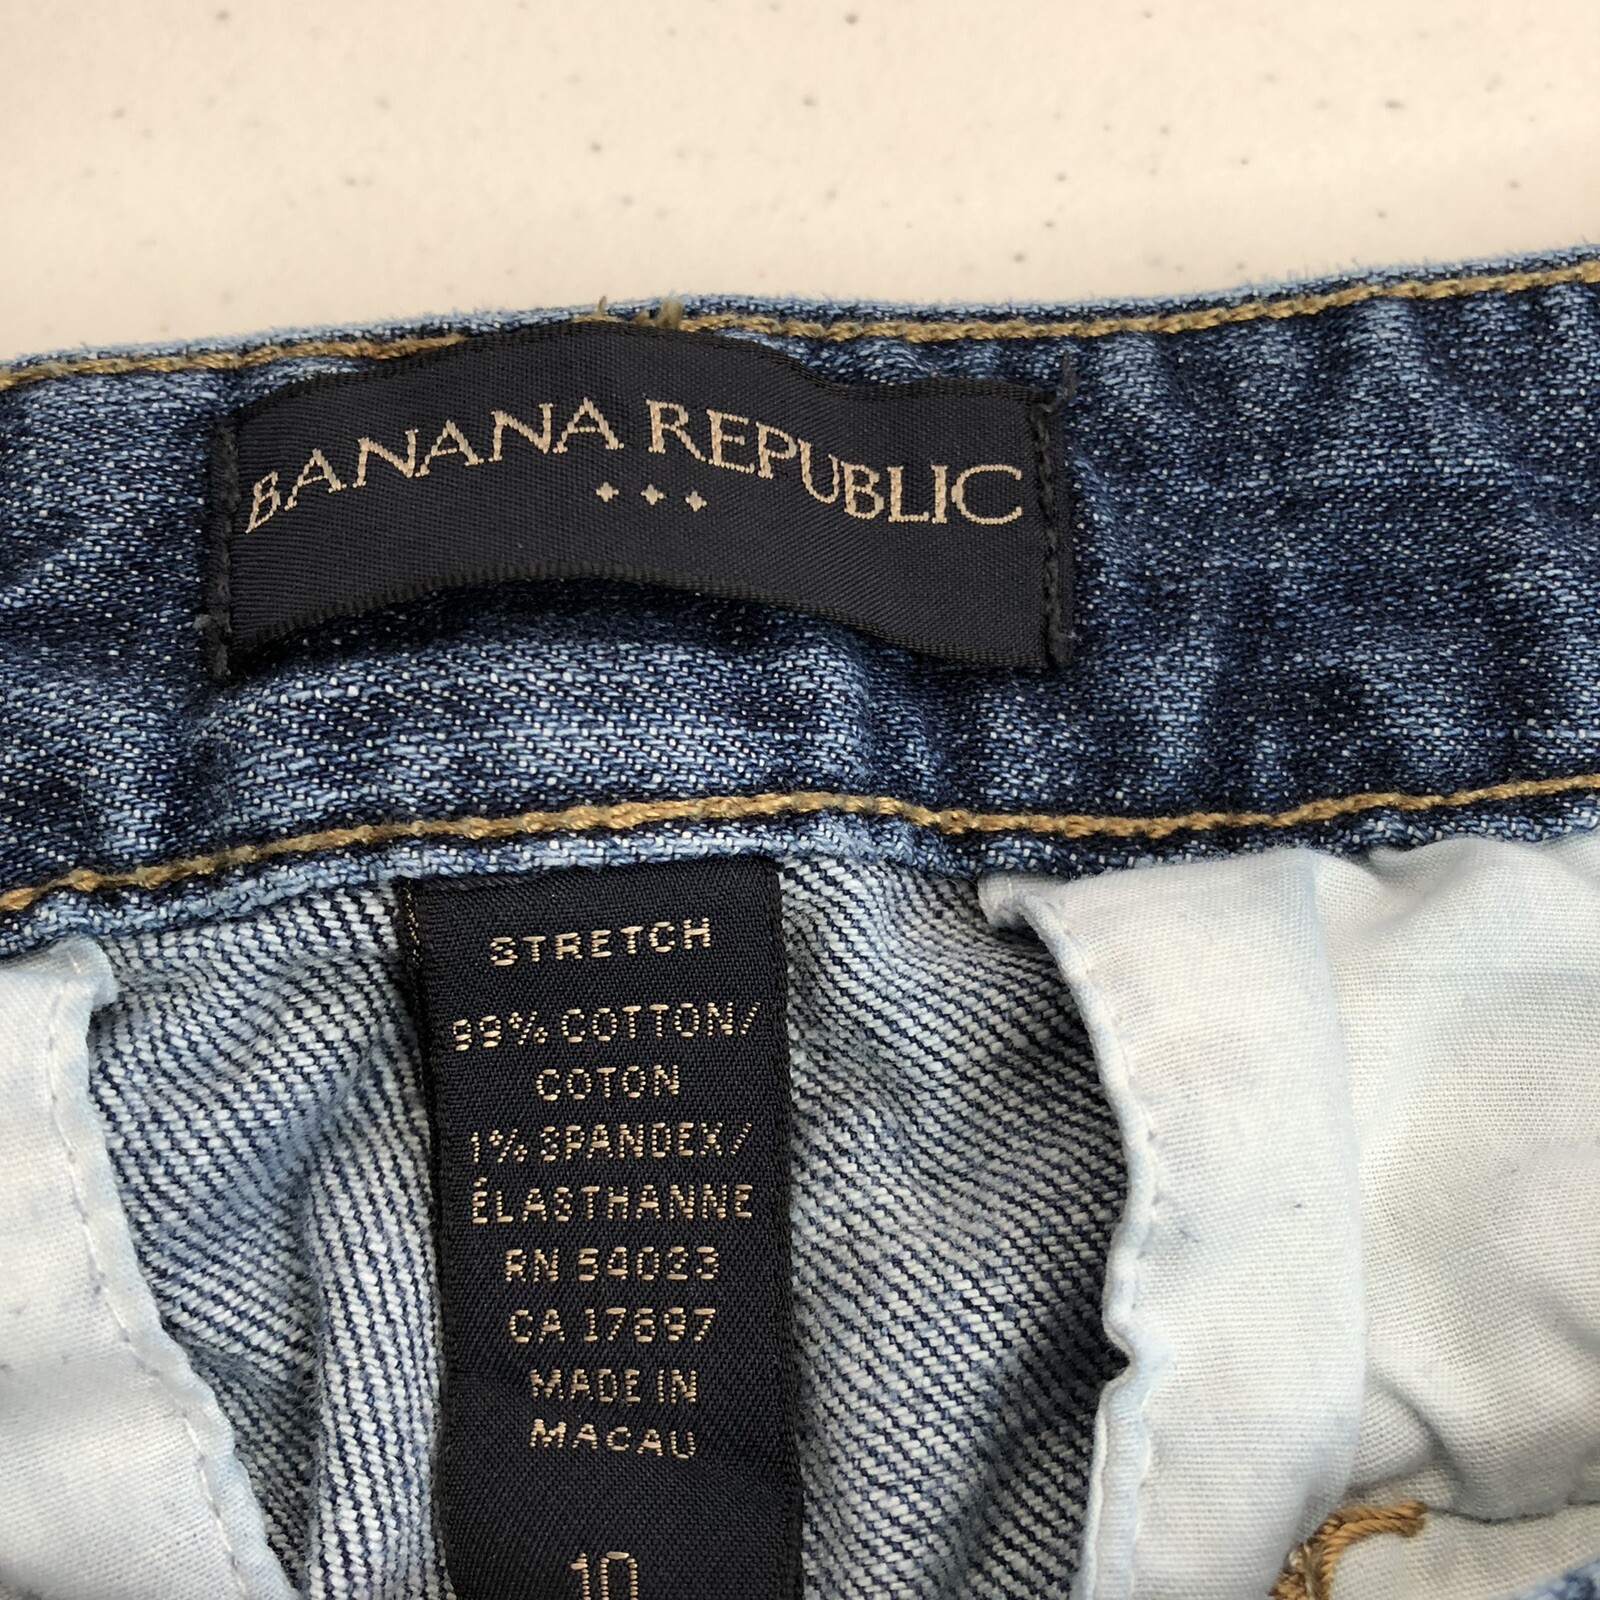 BANANA REPUBLIC
STRETCH
99% COTTON/
COTON
1% SPANDEX/
ÉLASTHANNE
RN 54023
CA 17897
MADE IN
MACAU
10